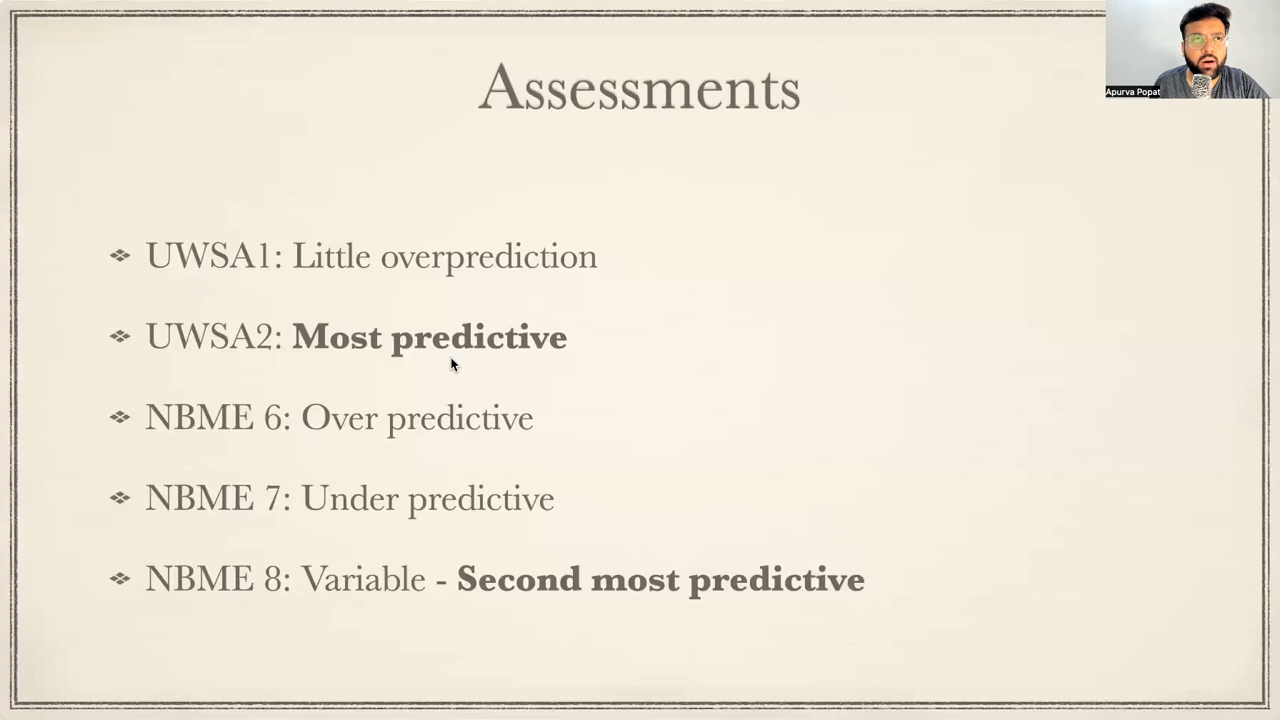 Assessments
Apurva Popat
UWSA1: Little overprediction
UWSA2: Most predictive
NBME 6: Over predictive
NBME 7: Under predictive
NBME 8: Variable - Second most predictive